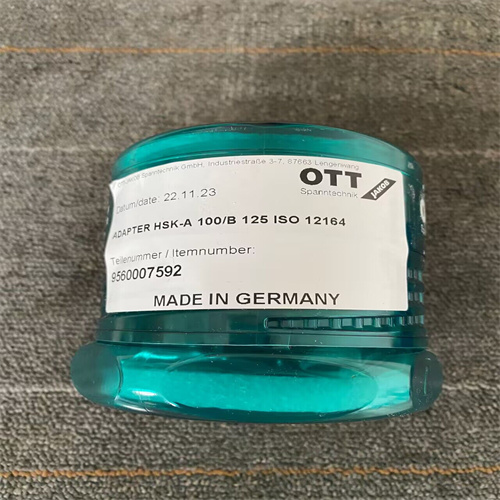 Spanntechnik GmbH, Industriestraße 3-7, 87663 Lengenwang
OTT
Spanntechnik
JAKOB
Datum/date: 22.11.23
ADAPTER HSK-A 100/B 125 ISO 12164
Teilenummer / Itemnumber:
9560007592
MADE IN GERMANY